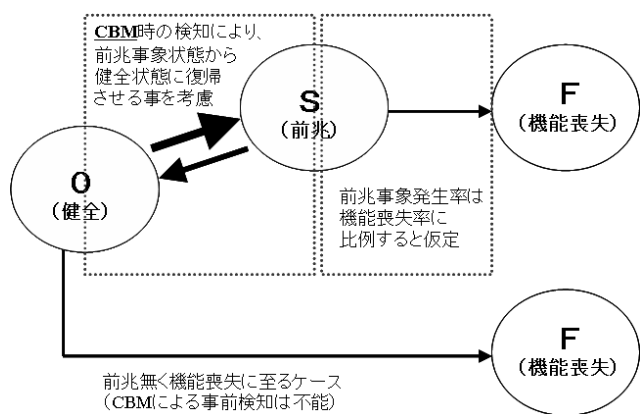 CBM時の検知により、
前兆事象状態から
健全状態に復帰
させる事を考慮
S
(前兆)
F
(機能喪失)
O
(健全)
前兆事象発生率は
機能喪失率に
比例すると仮定
F
(機能喪失)
前兆無く機能喪失に至るケース
(CBMによる事前検知は不能)